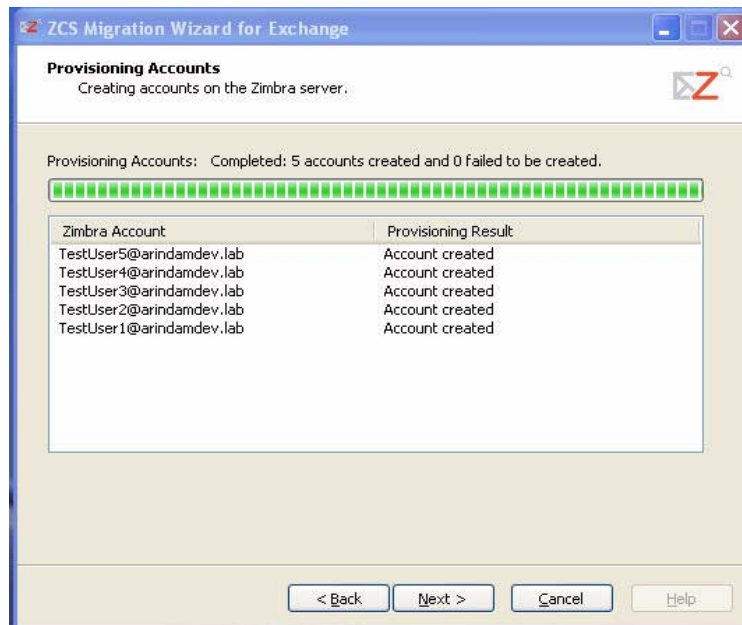 ZCS Migration Wizard for Exchange
Provisioning Accounts
Creating accounts on the Zimbra server.
Provisioning Accounts: Completed: 5 accounts created and 0 failed to be created.
Zimbra Account Provisioning Result
TestUser5@arindamdev.lab Account created
TestUser4@arindamdev.lab Account created
TestUser3@arindamdev.lab Account created
TestUser2@arindamdev.lab Account created
TestUser1@arindamdev.lab Account created
< Back Next > Cancel Help